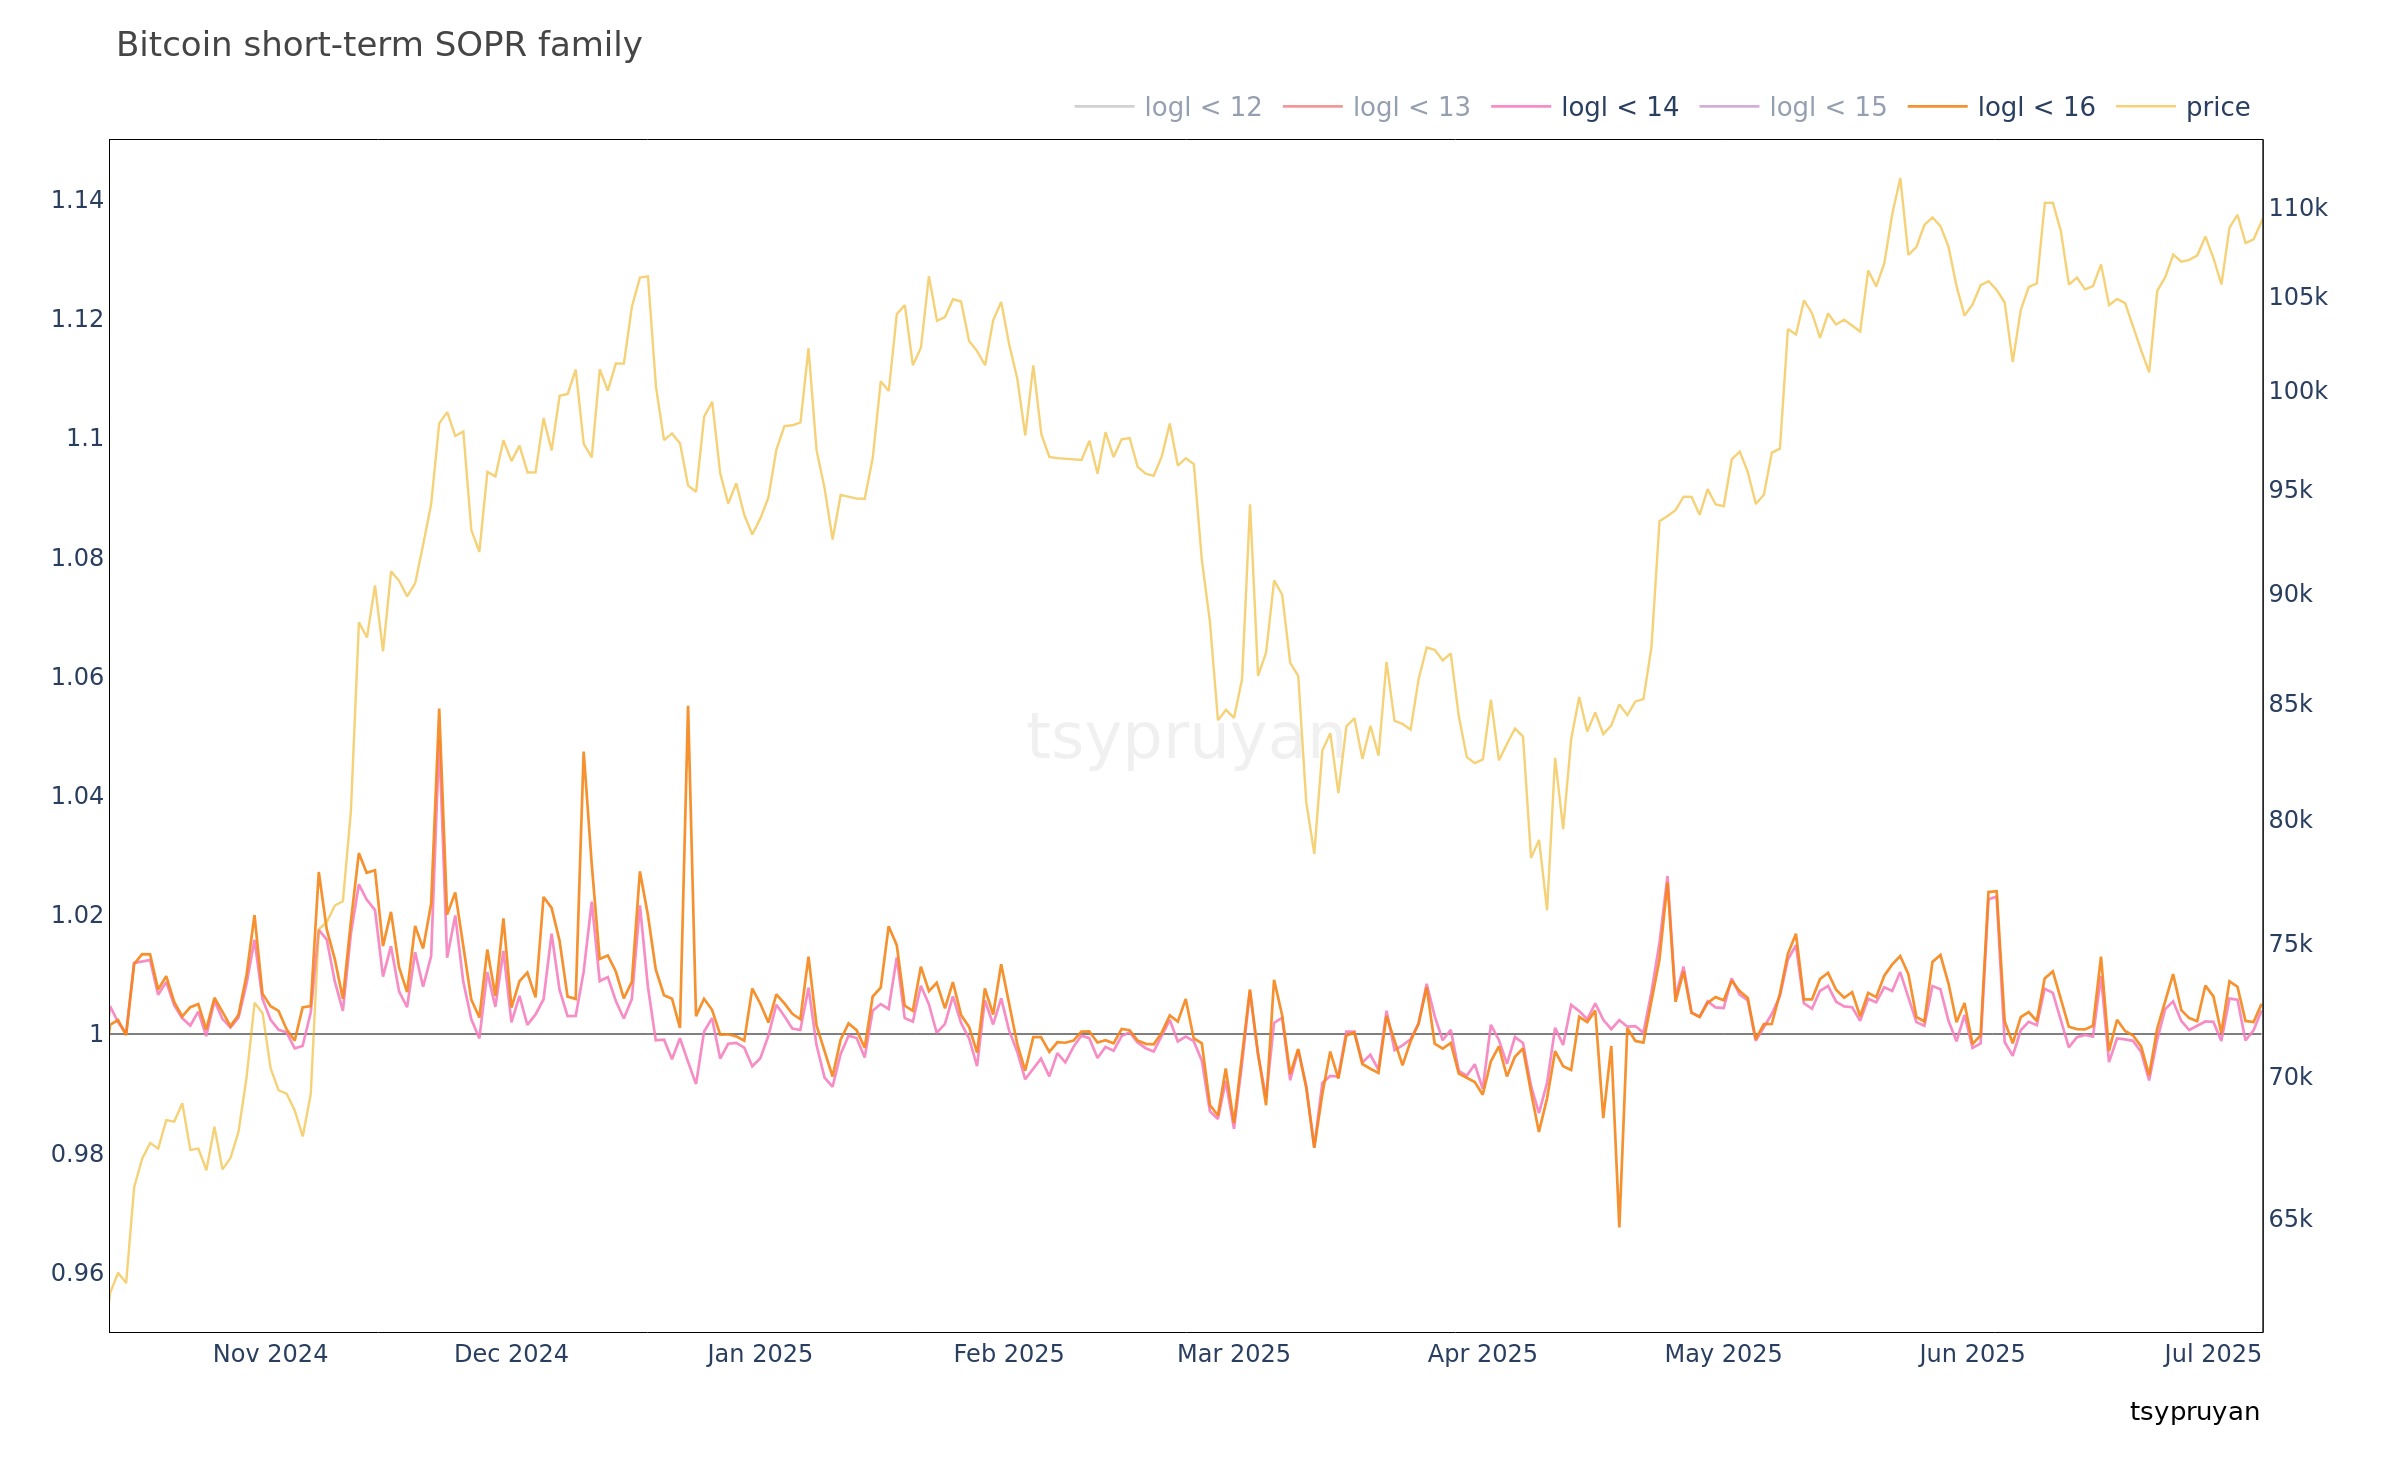 Bitcoin short-term SOPR family
logl < 12 logl < 13 logl < 14 logl < 15 logl < 16 price
1.14
1.12
1.1
1.08
1.06
1.04
1.02
1
0.98
0.96
110k
105k
100k
95k
90k
85k
80k
75k
70k
65k
tsypruyan
Nov 2024 Dec 2024 Jan 2025 Feb 2025 Mar 2025 Apr 2025 May 2025 Jun 2025 Jul 2025
tsypruyan